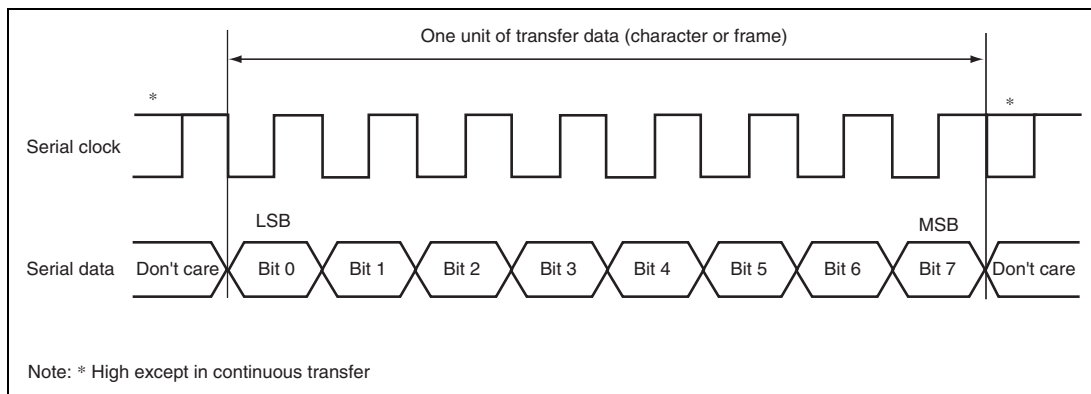 One unit of transfer data (character or frame)
* *
Serial clock
LSB MSB
Serial data Don't care Bit 0 Bit 1 Bit 2 Bit 3 Bit 4 Bit 5 Bit 6 Bit 7 Don't care
Note: * High except in continuous transfer